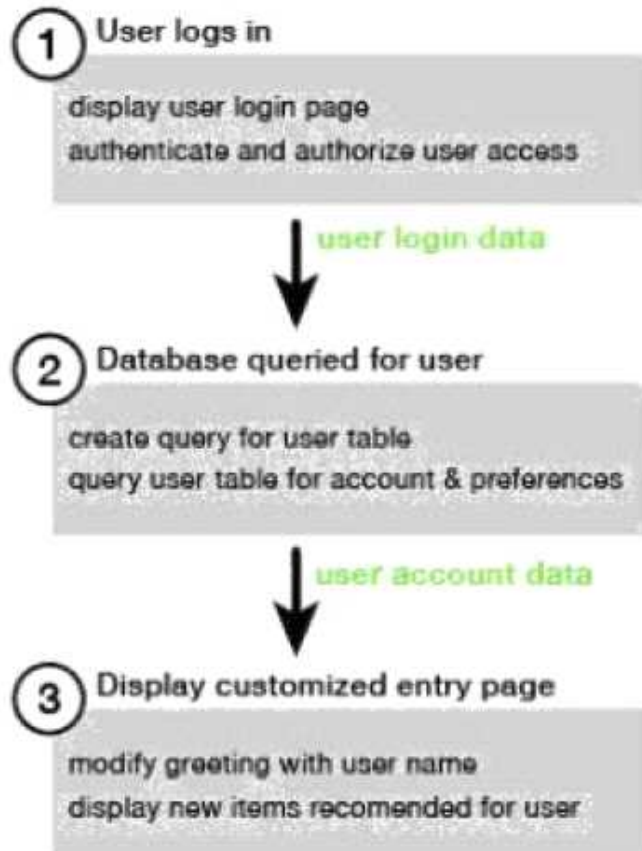 1 User logs in
display user login page
authenticate and authorize user access
user login data
2 Database queried for user
create query for user table
query user table for account & preferences
user account data
3 Display customized entry page
modify greeting with user name
display new items recomended for user